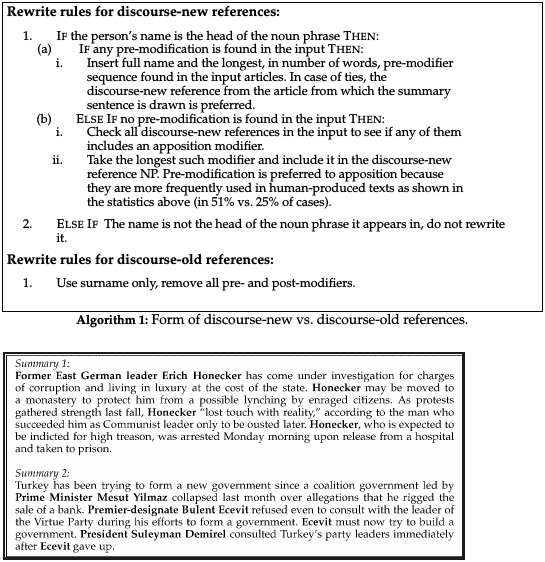 Rewrite rules for discourse-new references:
1. IF the person's name is the head of the noun phrase THEN:
(a) IF any pre-modification is found in the input THEN:
i. Insert full name and the longest, in number of words, pre-modifier
sequence found in the input articles. In case of ties, the
discourse-new reference from the article from which the summary
sentence is drawn is preferred.
(b) ELSE IF no pre-modification is found in the input THEN:
i. Check all discourse-new references in the input to see if any of them
includes an apposition modifier.
ii. Take the longest such modifier and include it in the discourse-new
reference NP. Pre-modification is preferred to apposition because
they are more frequently used in human-produced texts as shown in
the statistics above (in 51% vs. 25% of cases).
2. ELSE IF The name is not the head of the noun phrase it appears in, do not rewrite
it.
Rewrite rules for discourse-old references:
1. Use surname only, remove all pre- and post-modifiers.
Algorithm 1: Form of discourse-new vs. discourse-old references.
Summary 1:
Former East German leader Erich Honecker has come under investigation for charges
of corruption and living in luxury at the cost of the state. Honecker may be moved to
a monastery to protect him from a possible lynching by enraged citizens. As protests
gathered strength last fall, Honecker "lost touch with reality," according to the man who
succeeded him as Communist leader only to be ousted later. Honecker, who is expected to
be indicted for high treason, was arrested Monday morning upon release from a hospital
and taken to prison.
Summary 2:
Turkey has been trying to form a new government since a coalition government led by
Prime Minister Mesut Yilmaz collapsed last month over allegations that he rigged the
sale of a bank. Premier-designate Bulent Ecevit refused even to consult with the leader of
the Virtue Party during his efforts to form a government. Ecevit must now try to build a
government. President Suleyman Demirel consulted Turkey's party leaders immediately
after Ecevit gave up.